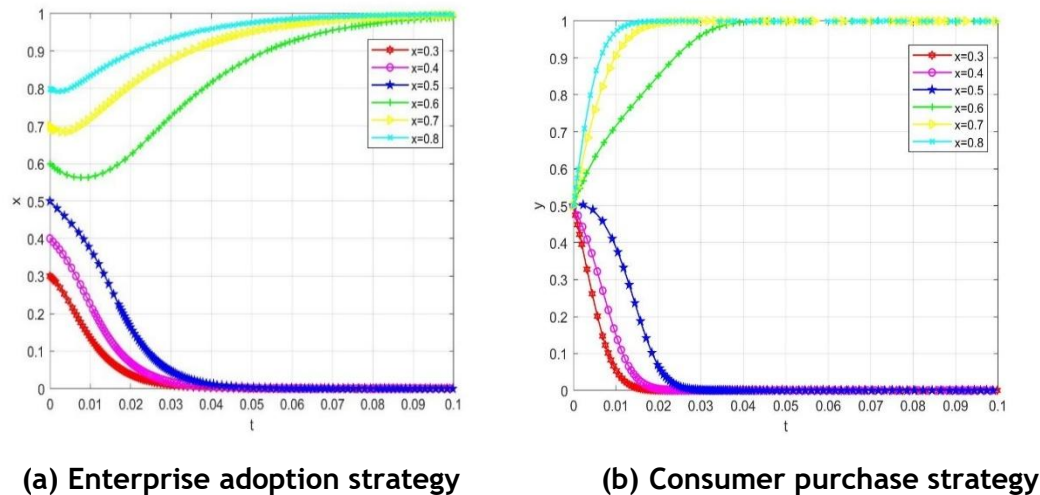 1
0.9
0.8
0.7
0.6
0.5
0.4
0.3
0.2
0.1
0
x
0 0.01 0.02 0.03 0.04 0.05 0.06 0.07 0.08 0.09 0.1
t
x=0.3
x=0.4
x=0.5
x=0.6
x=0.7
x=0.8
(a) Enterprise adoption strategy
1
0.9
0.8
0.7
0.6
0.5
0.4
0.3
0.2
0.1
0
y
0 0.01 0.02 0.03 0.04 0.05 0.06 0.07 0.08 0.09 0.1
t
x=0.3
x=0.4
x=0.5
x=0.6
x=0.7
x=0.8
(b) Consumer purchase strategy